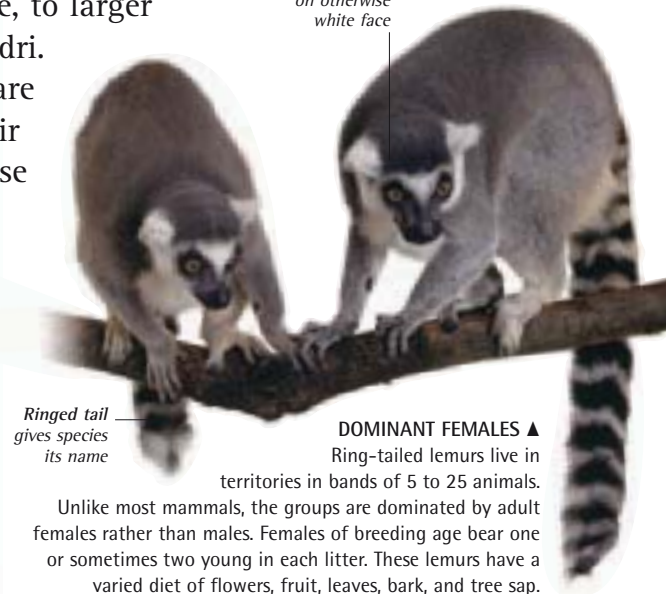 e, to larger
dri.
are
ir
se
on otherwise
white face
Ringed tail
gives species
its name
DOMINANT FEMALES ▲
Ring-tailed lemurs live in
territories in bands of 5 to 25 animals.
Unlike most mammals, the groups are dominated by adult
females rather than males. Females of breeding age bear one
or sometimes two young in each litter. These lemurs have a
varied diet of flowers, fruit, leaves, bark, and tree sap.